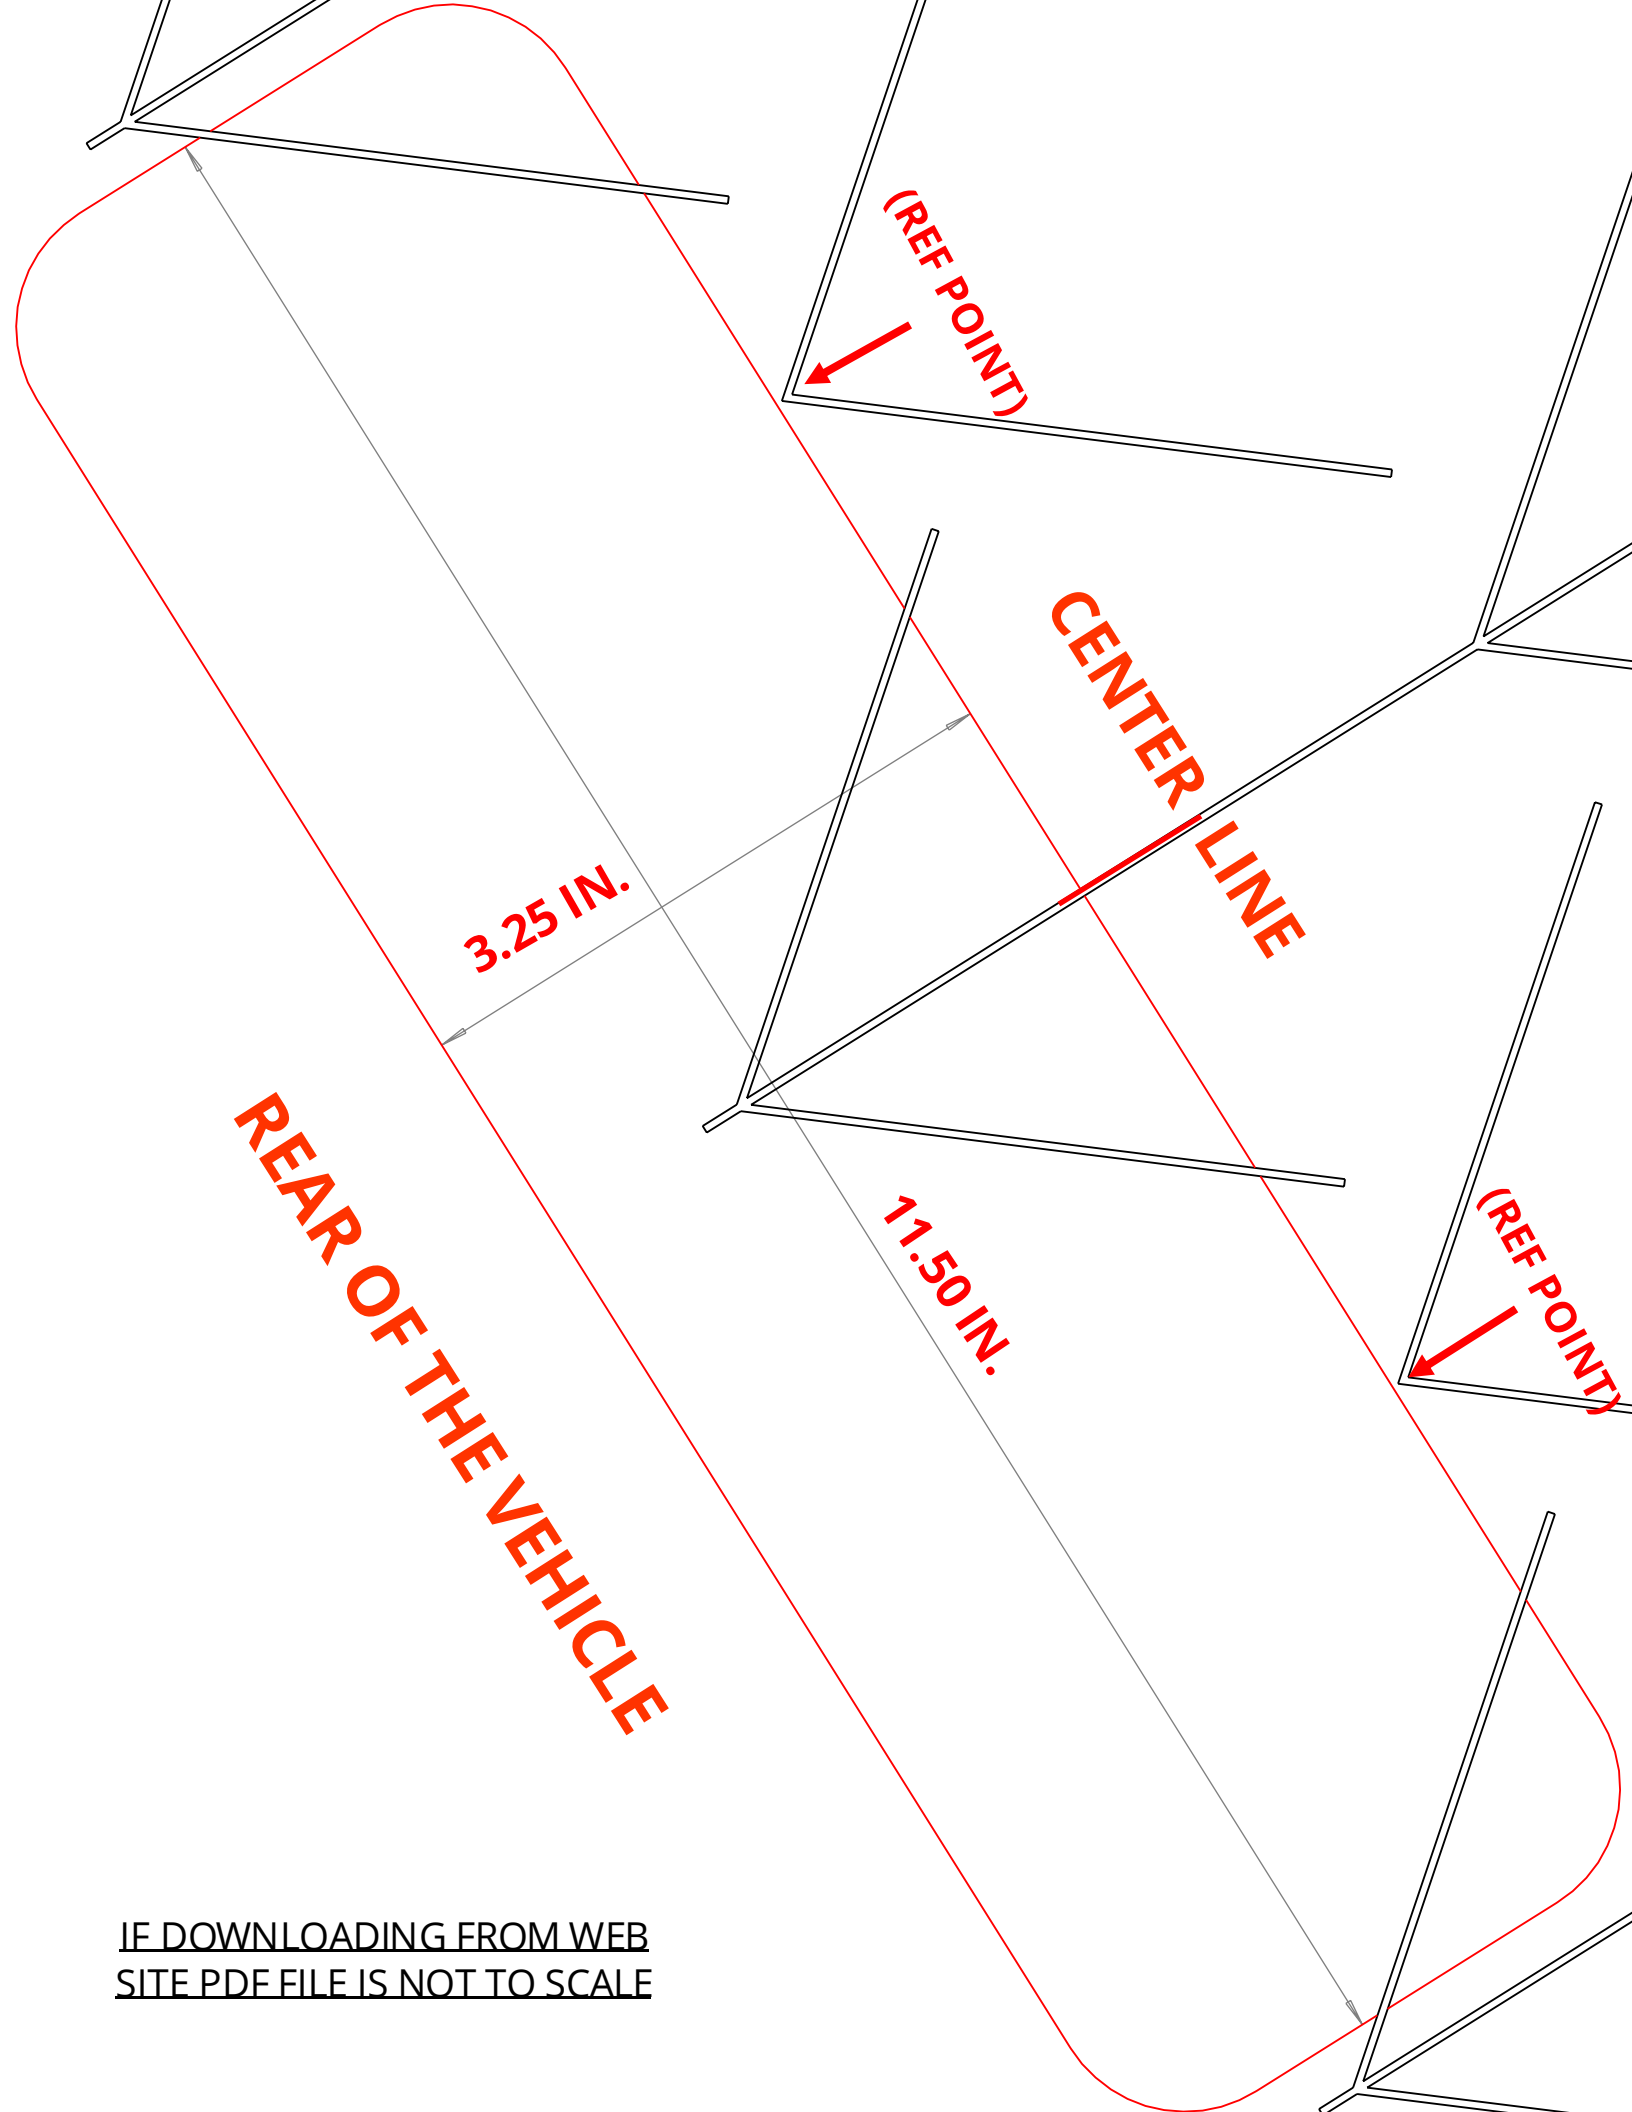 (REF POINT)
CENTER LINE
3.25 IN.
REAR OF THE VEHICLE
11.50 IN.
(REF POINT)
IF DOWNLOADING FROM WEB
SITE PDF FILE IS NOT TO SCALE